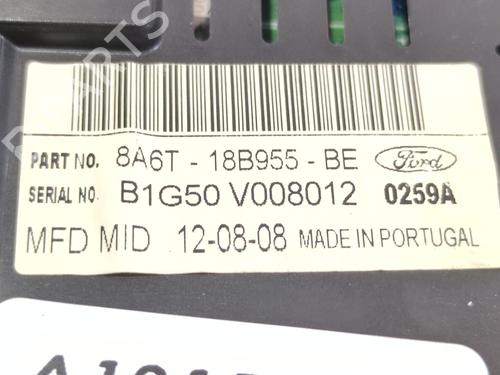 PART NO. 8A6T - 18B955 - BE Ford
SERIAL NO. B1G50 V008012 0259A
MFD MID 12-08-08 MADE IN PORTUGAL